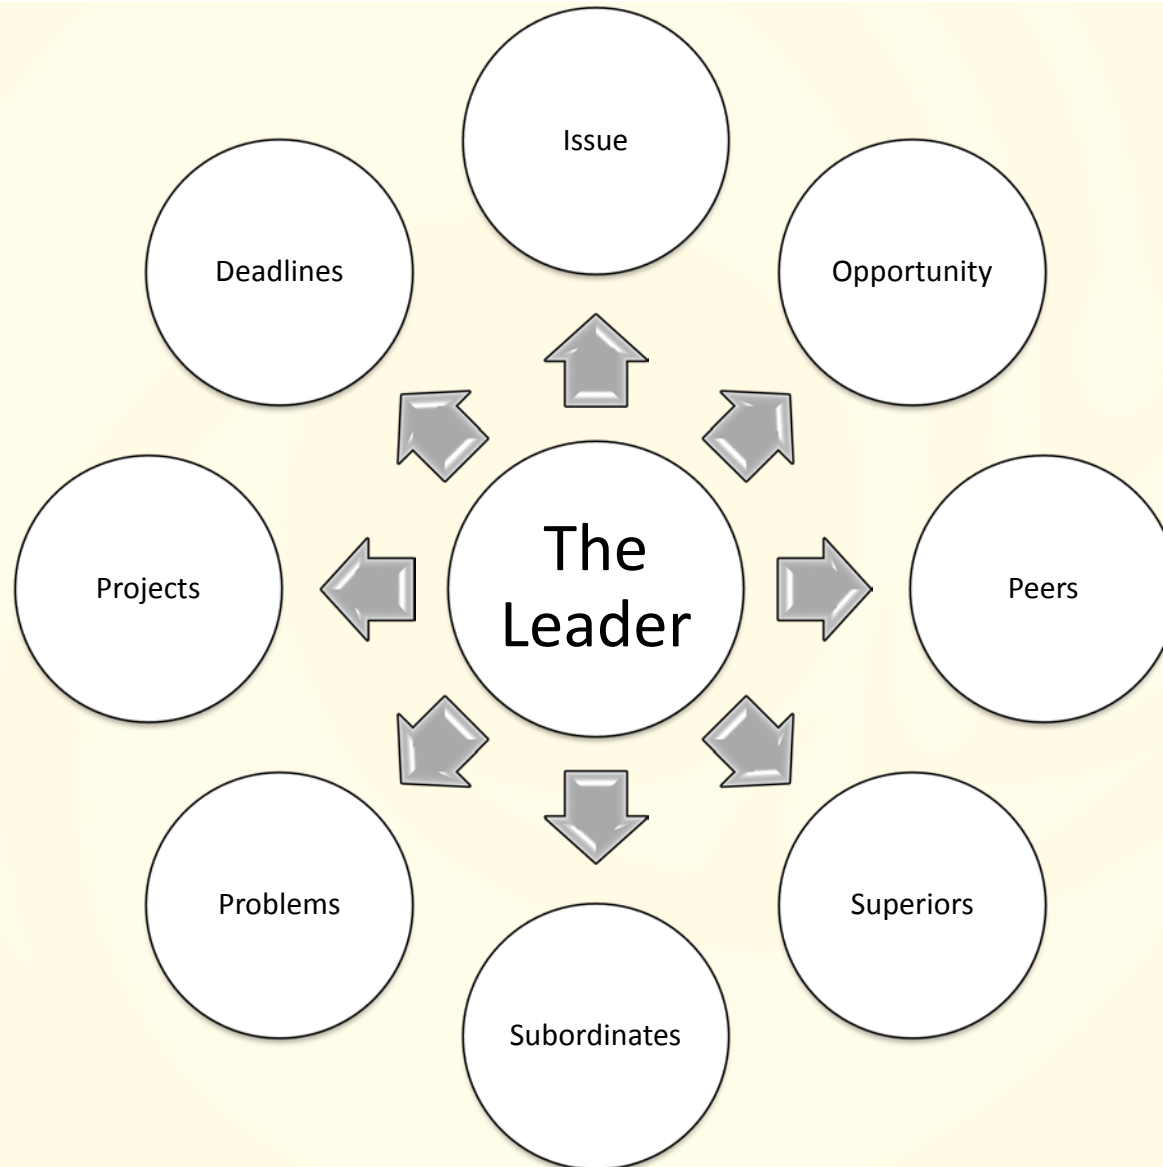 Issue
Deadlines
Opportunity
The
Leader
Projects
Peers
Problems
Superiors
Subordinates